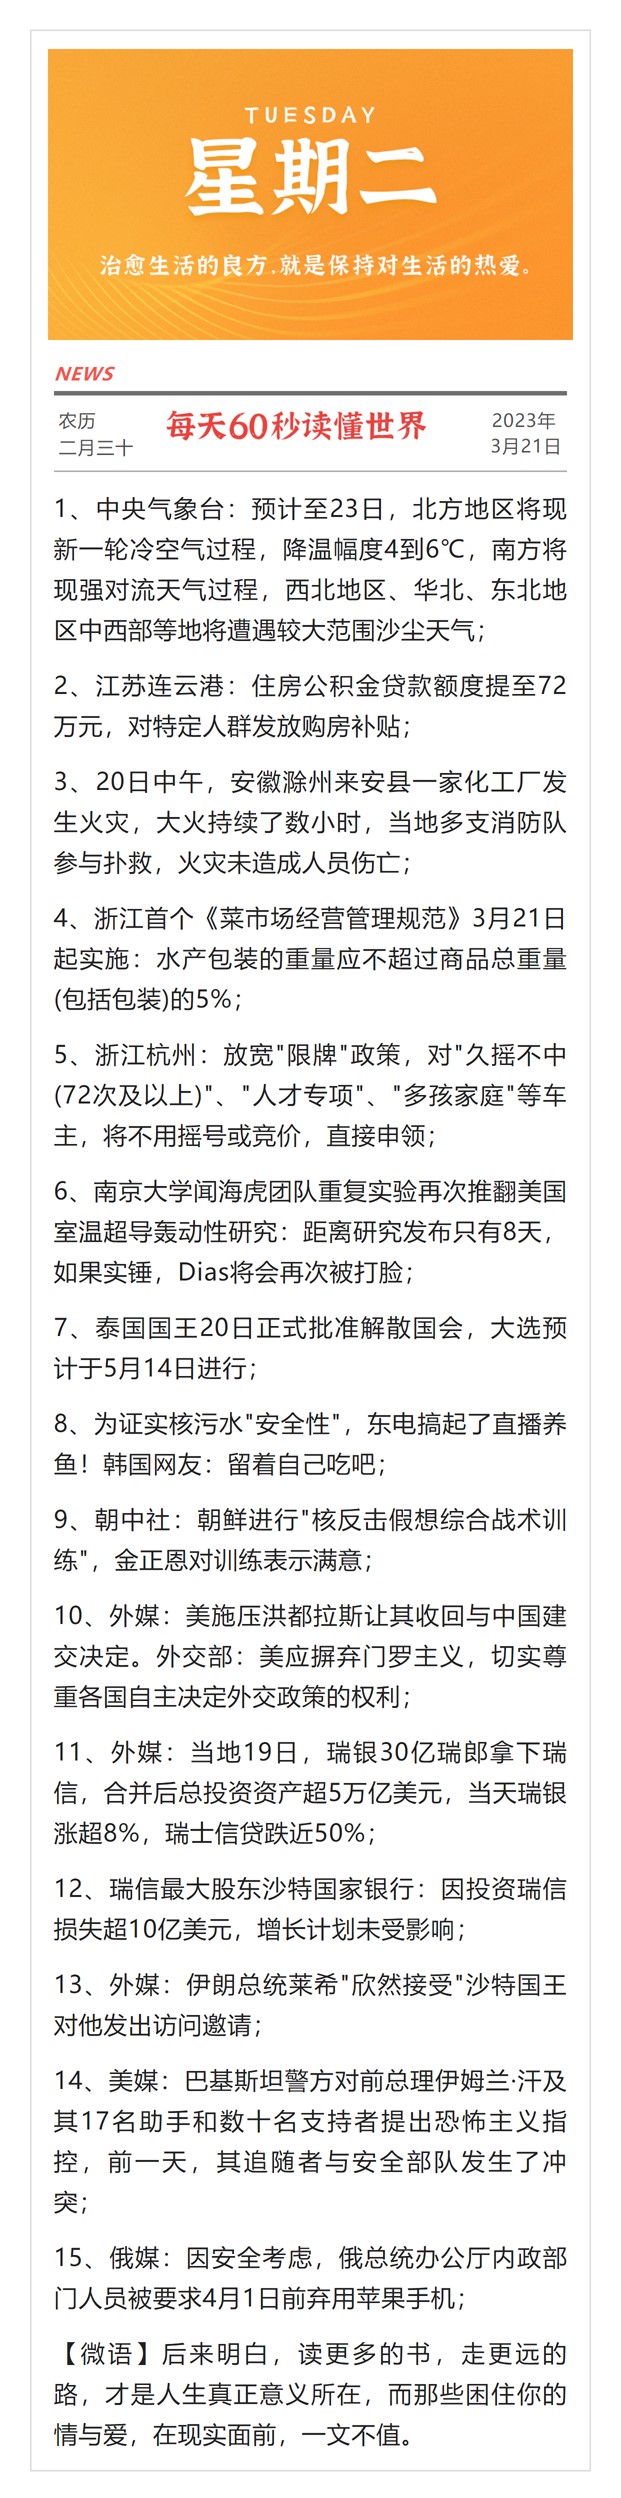 TUESDAY
星期二
治愈生活的良方,就是保持对生活的热爱。
NEWS
农历
二月三十
每天60秒读懂世界
2023年
3月21日
1、中央气象台：预计至23日，北方地区将现
新一轮冷空气过程，降温幅度4到6℃，南方将
现强对流天气过程，西北地区、华北、东北地
区中西部等地将遭遇较大范围沙尘天气；
2、江苏连云港：住房公积金贷款额度提至72
万元，对特定人群发放购房补贴；
3、20日中午，安徽滁州来安县一家化工厂发
生火灾，大火持续了数小时，当地多支消防队
参与扑救，火灾未造成人员伤亡；
4、浙江首个《菜市场经营管理规范》3月21日
起实施：水产包装的重量应不超过商品总重量
(包括包装)的5%；
5、浙江杭州：放宽"限牌"政策，对"久摇不中
(72次及以上)"、"人才专项"、"多孩家庭"等车
主，将不用摇号或竞价，直接申领；
6、南京大学闻海虎团队重复实验再次推翻美国
室温超导轰动性研究：距离研究发布只有8天，
如果实锤，Dias将会再次被打脸；
7、泰国国王20日正式批准解散国会，大选预
计于5月14日进行；
8、为证实核污水"安全性"，东电搞起了直播养
鱼！韩国网友：留着自己吃吧；
9、朝中社：朝鲜进行"核反击假想综合战术训
练"，金正恩对训练表示满意；
10、外媒：美施压洪都拉斯让其收回与中国建
交决定。外交部：美应摒弃门罗主义，切实尊
重各国自主决定外交政策的权利；
11、外媒：当地19日，瑞银30亿瑞郎拿下瑞
信，合并后总投资资产超5万亿美元，当天瑞银
涨超8%，瑞士信贷跌近50%；
12、瑞信最大股东沙特国家银行：因投资瑞信
损失超10亿美元，增长计划未受影响；
13、外媒：伊朗总统莱希"欣然接受"沙特国王
对他发出访问邀请；
14、美媒：巴基斯坦警方对前总理伊姆兰·汗及
其17名助手和数十名支持者提出恐怖主义指
控，前一天，其追随者与安全部队发生了冲
突；
15、俄媒：因安全考虑，俄总统办公厅内政部
门人员被要求4月1日前弃用苹果手机；
【微语】后来明白，读更多的书，走更远的
路，才是人生真正意义所在，而那些困住你的
情与爱，在现实面前，一文不值。